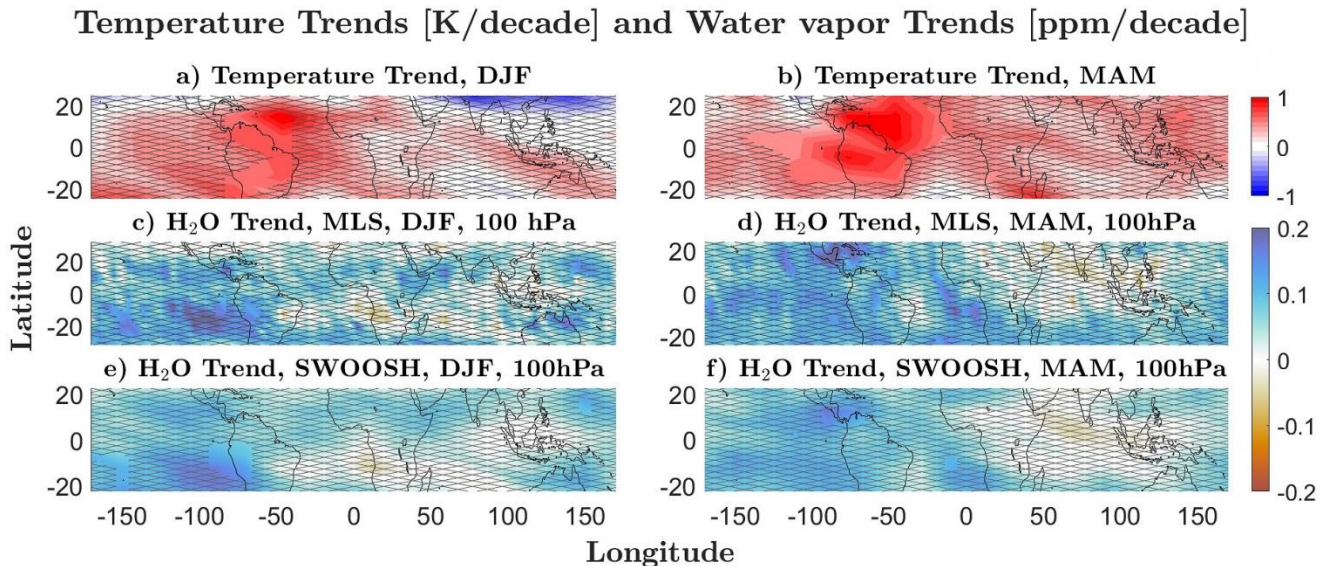 Temperature Trends [K/decade] and Water vapor Trends [ppm/decade]
a) Temperature Trend, DJF
b) Temperature Trend, MAM
20
0
-20
20
0
-20
1
0
-1
c) H₂O Trend, MLS, DJF, 100 hPa
d) H₂O Trend, MLS, MAM, 100hPa
Latitude
20
0
-20
20
0
-20
0.2
0.1
0
-0.1
-0.2
e) H₂O Trend, SWOOSH, DJF, 100hPa
f) H₂O Trend, SWOOSH, MAM, 100hPa
20
0
-20
20
0
-20
-150 -100 -50 0 50 100 150
-150 -100 -50 0 50 100 150
Longitude